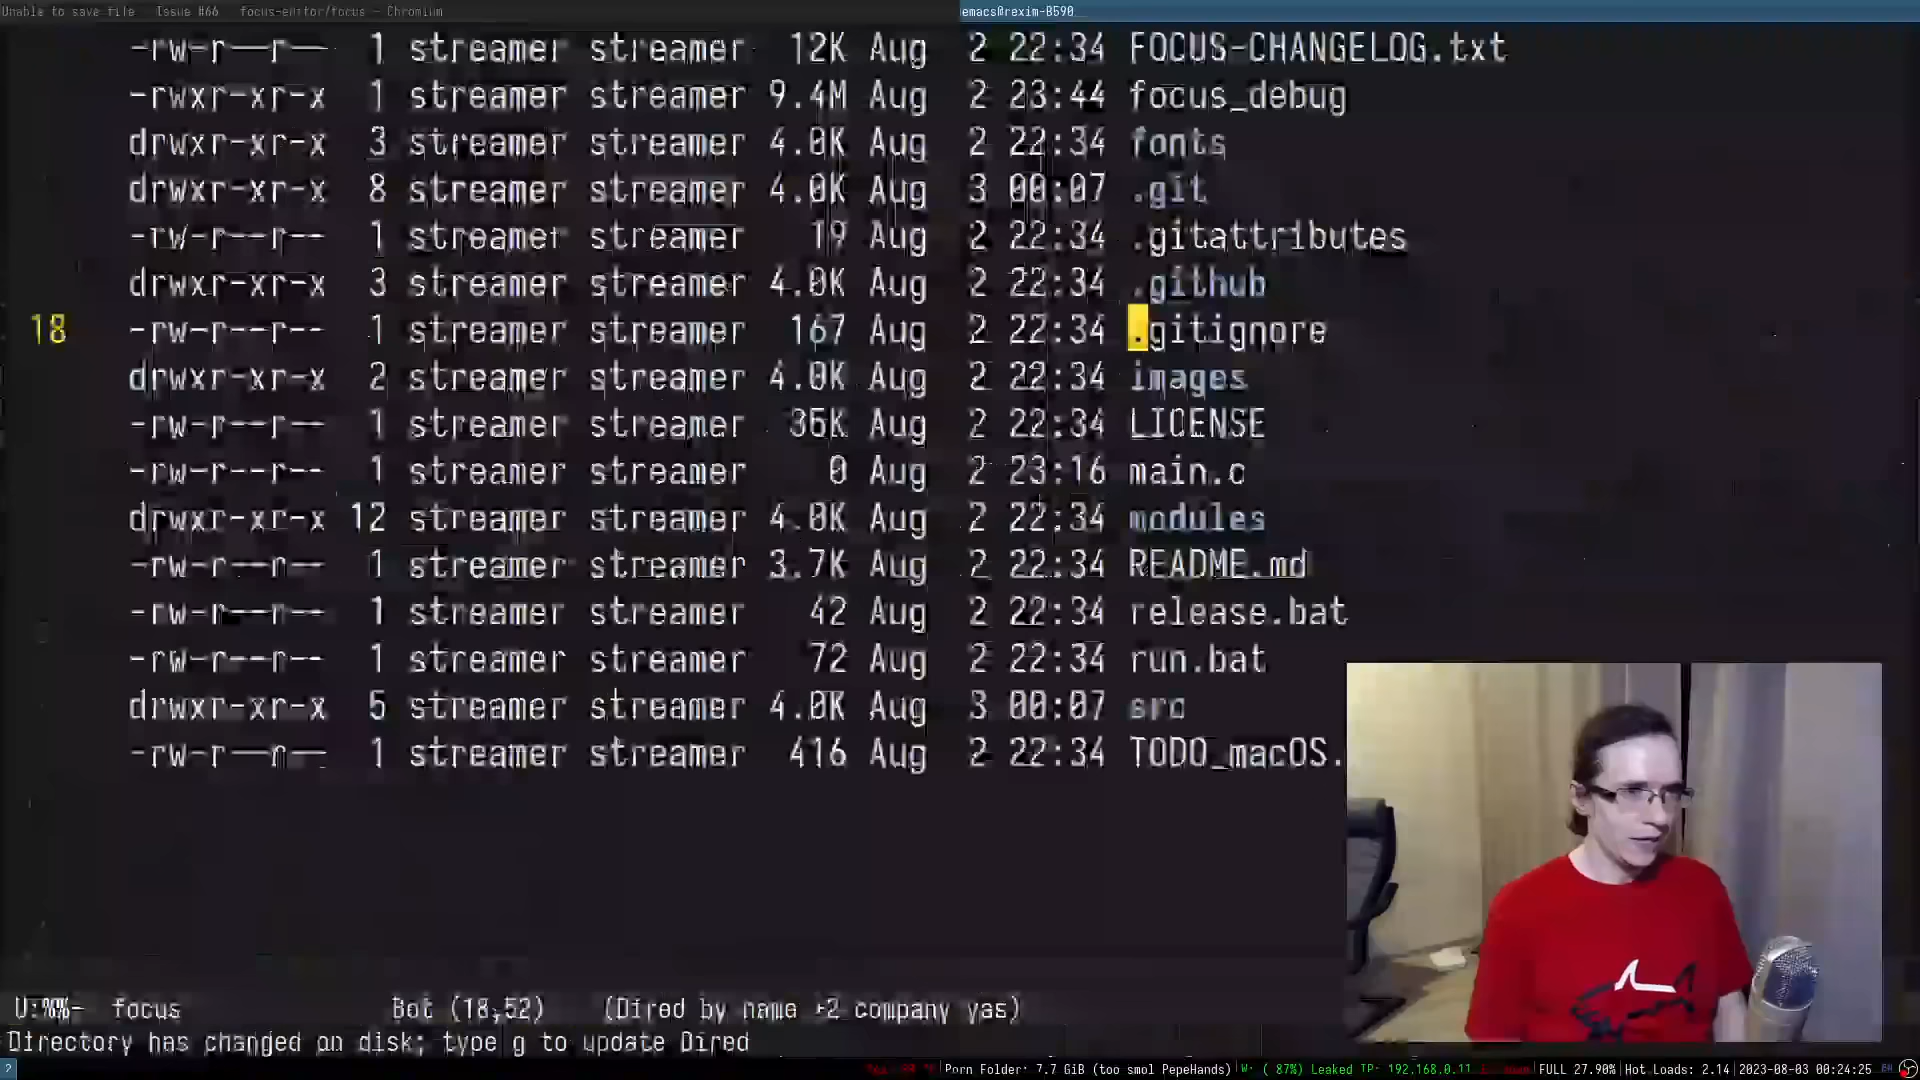 Unable to save file   Issue #66   focus-editor/focus - Chromium
emacs@rexim-B590
-rw-r--r-- 1 streamer streamer 12K Aug 2 22:34 FOCUS-CHANGELOG.txt
-rwxr-xr-x 1 streamer streamer 9.4M Aug 2 23:44 focus_debug
drwxr-xr-x 3 streamer streamer 4.0K Aug 2 22:34 fonts
drwxr-xr-x 8 streamer streamer 4.0K Aug 3 00:07 .git
-rw-r--r-- 1 streamer streamer 19 Aug 2 22:34 .gitattributes
drwxr-xr-x 3 streamer streamer 4.0K Aug 2 22:34 .github
18 -rw-r--r-- 1 streamer streamer 167 Aug 2 22:34 .gitignore
drwxr-xr-x 2 streamer streamer 4.0K Aug 2 22:34 images
-rw-r--r-- 1 streamer streamer 35K Aug 2 22:34 LICENSE
-rw-r--r-- 1 streamer streamer 0 Aug 2 23:16 main.c
drwxr-xr-x 12 streamer streamer 4.0K Aug 2 22:34 modules
-rw-r--r-- 1 streamer streamer 3.7K Aug 2 22:34 README.md
-rw-r--r-- 1 streamer streamer 42 Aug 2 22:34 release.bat
-rw-r--r-- 1 streamer streamer 72 Aug 2 22:34 run.bat
drwxr-xr-x 5 streamer streamer 4.0K Aug 3 00:07 src
-rw-r--r-- 1 streamer streamer 416 Aug 2 22:34 TODO_macOS.
U:%%- focus Bot (18,52) (Dired by name +2 company yas)
Directory has changed on disk; type g to update Dired
? Porn Folder: 7.7 GiB (too smol PepeHands) W: ( 87%) Leaked IP: 192.168.0.11 FULL 27.90% Hot Loads: 2.14 2023-08-03 00:24:25